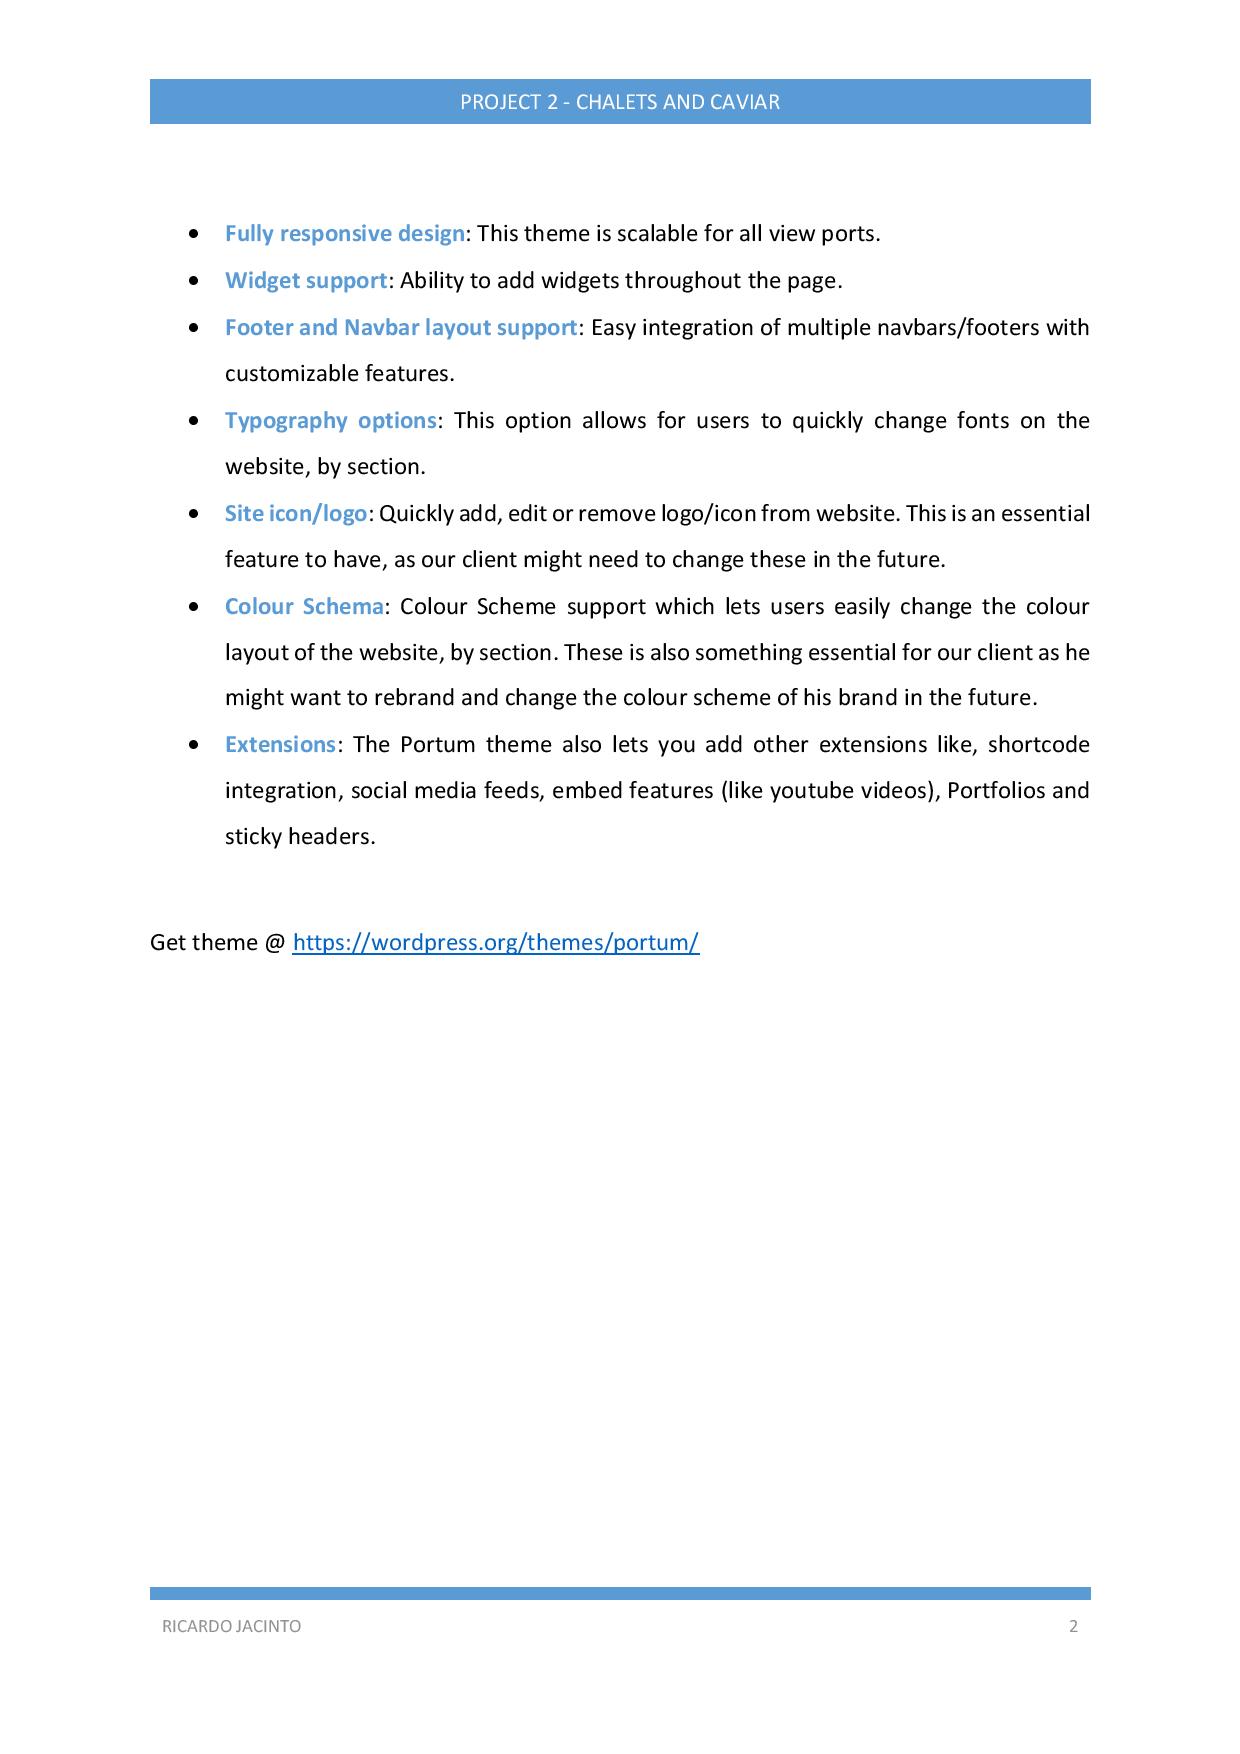 PROJECT 2 - CHALETS AND CAVIAR
• Fully responsive design: This theme is scalable for all view ports.
• Widget support: Ability to add widgets throughout the page.
• Footer and Navbar layout support: Easy integration of multiple navbars/footers with
customizable features.
• Typography options: This option allows for users to quickly change fonts on the
website, by section.
• Site icon/logo: Quickly add, edit or remove logo/icon from website. This is an essential
feature to have, as our client might need to change these in the future.
• Colour Schema: Colour Scheme support which lets users easily change the colour
layout of the website, by section. These is also something essential for our client as he
might want to rebrand and change the colour scheme of his brand in the future.
• Extensions: The Portum theme also lets you add other extensions like, shortcode
integration, social media feeds, embed features (like youtube videos), Portfolios and
sticky headers.
Get theme @ https://wordpress.org/themes/portum/
RICARDO JACINTO 2